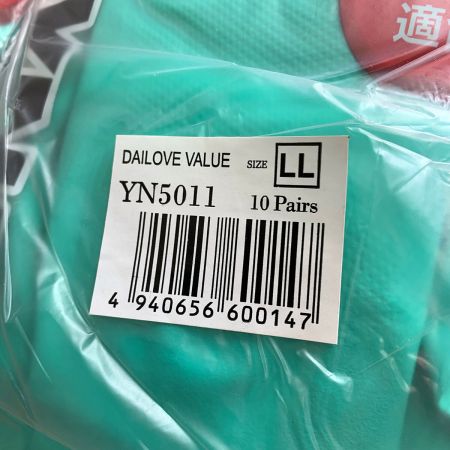 適
DAILOVE VALUE SIZE LL
YN5011 10 Pairs
4 940656 600147